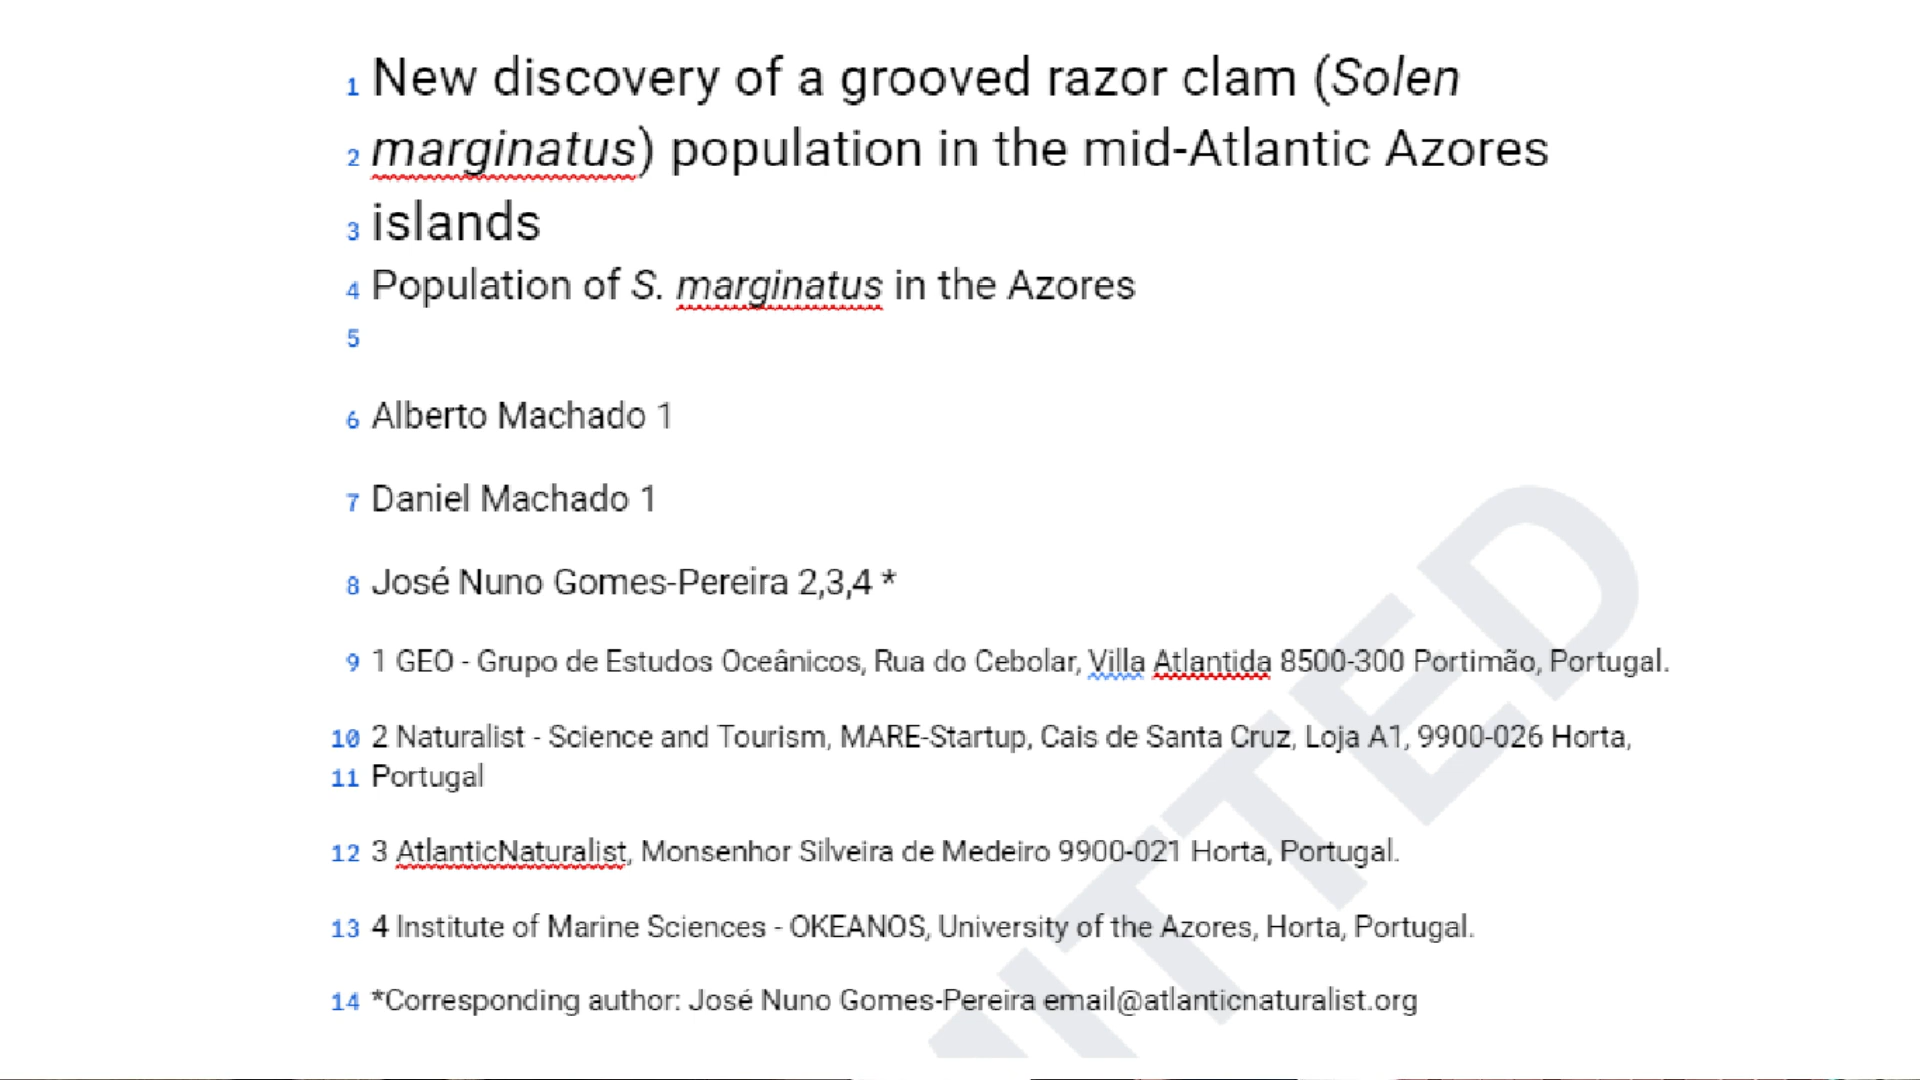 1 New discovery of a grooved razor clam (Solen
2 marginatus) population in the mid-Atlantic Azores
3 islands
4 Population of S. marginatus in the Azores
5
6 Alberto Machado 1
7 Daniel Machado 1
8 José Nuno Gomes-Pereira 2,3,4 *
9 1 GEO - Grupo de Estudos Oceânicos, Rua do Cebolar, Villa Atlantida 8500-300 Portimão, Portugal.
10 2 Naturalist - Science and Tourism, MARE-Startup, Cais de Santa Cruz, Loja A1, 9900-026 Horta,
11 Portugal
12 3 AtlanticNaturalist, Monsenhor Silveira de Medeiro 9900-021 Horta, Portugal.
13 4 Institute of Marine Sciences - OKEANOS, University of the Azores, Horta, Portugal.
14 *Corresponding author: José Nuno Gomes-Pereira email@atlanticnaturalist.org